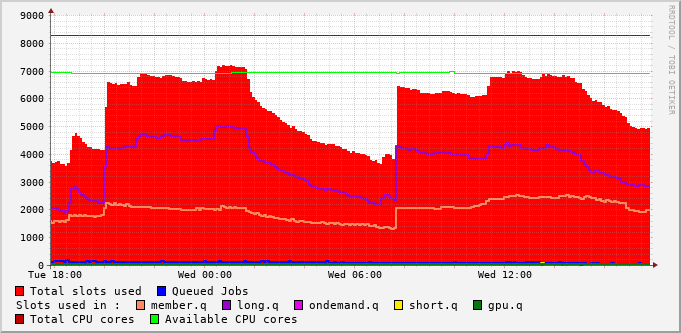 9000
8000
7000
6000
5000
4000
3000
2000
1000
0
Tue 18:00 Wed 00:00 Wed 06:00 Wed 12:00
Total slots used Queued Jobs
Slots used in : member.q long.q ondemand.q short.q gpu.q
Total CPU cores Available CPU cores
RRDTOOL / TOBI OETIKER